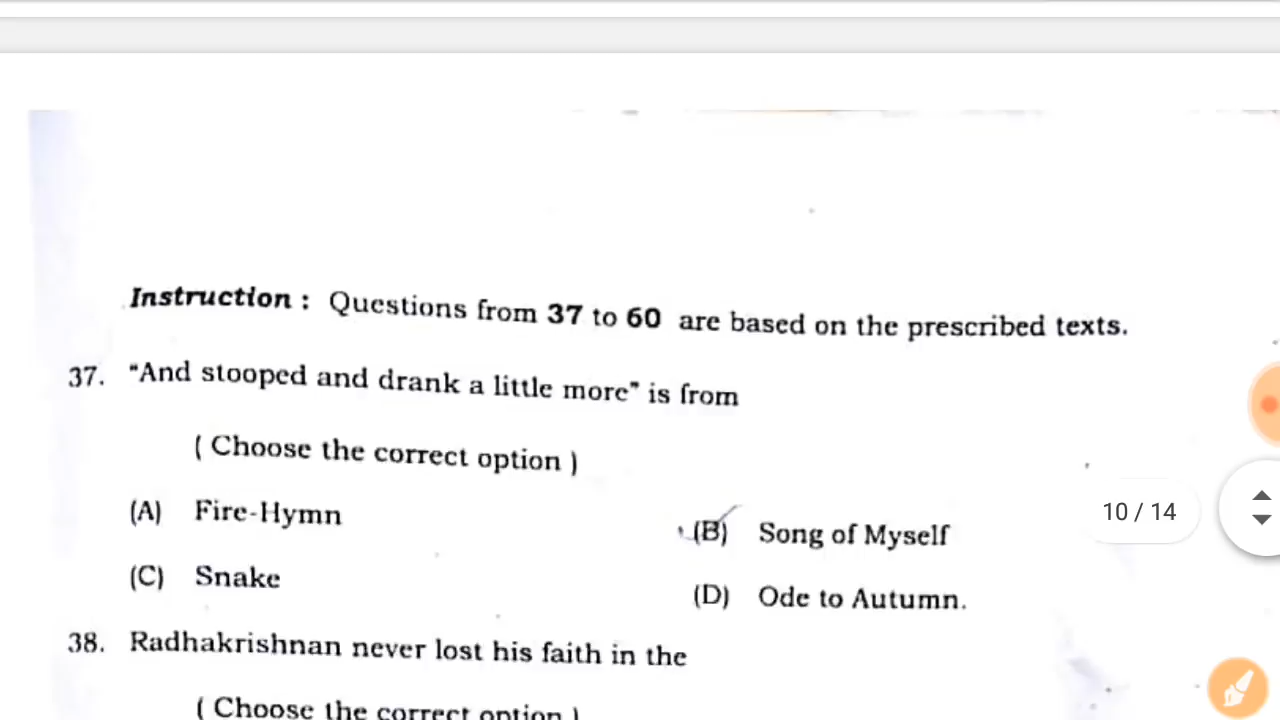 Instruction : Questions from 37 to 60 are based on the prescribed texts.
37. "And stooped and drank a little more" is from
( Choose the correct option )
(A) Fire-Hymn (B) Song of Myself
10 / 14
(C) Snake (D) Ode to Autumn.
38. Radhakrishnan never lost his faith in the
( Choose the correct option )